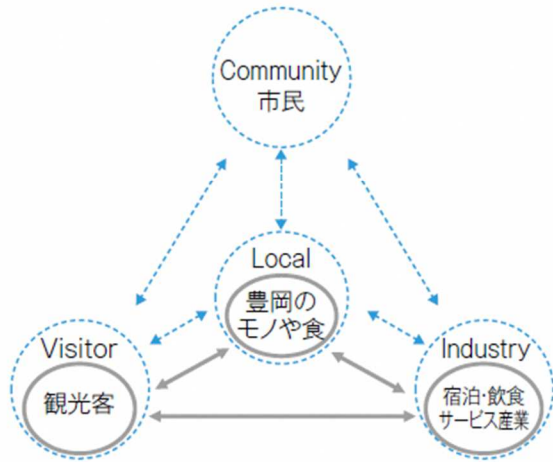 Community
市民
Local
豊岡の
モノや食
Visitor
観光客
Industry
宿泊・飲食
サービス産業